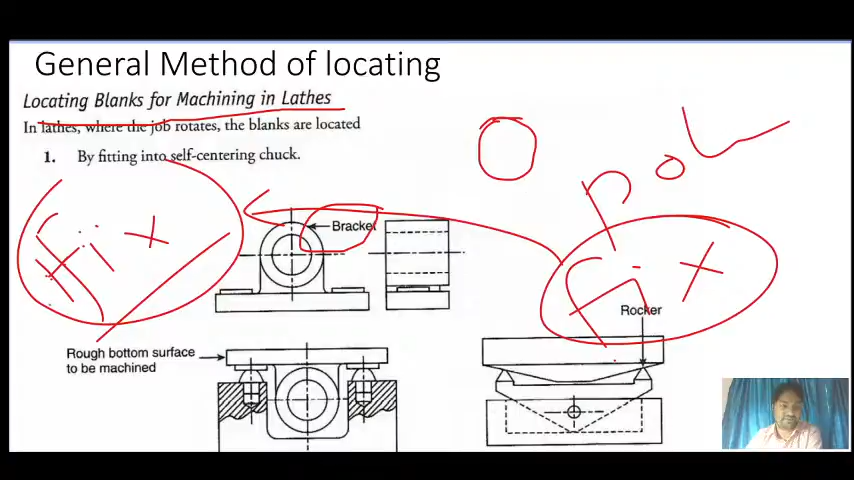 General Method of locating
Locating Blanks for Machining in Lathes
In lathes, where the job rotates, the blanks are located
1. By fitting into self-centering chuck.
fix
Bracket
fix
Rocker
Rough bottom surface
to be machined